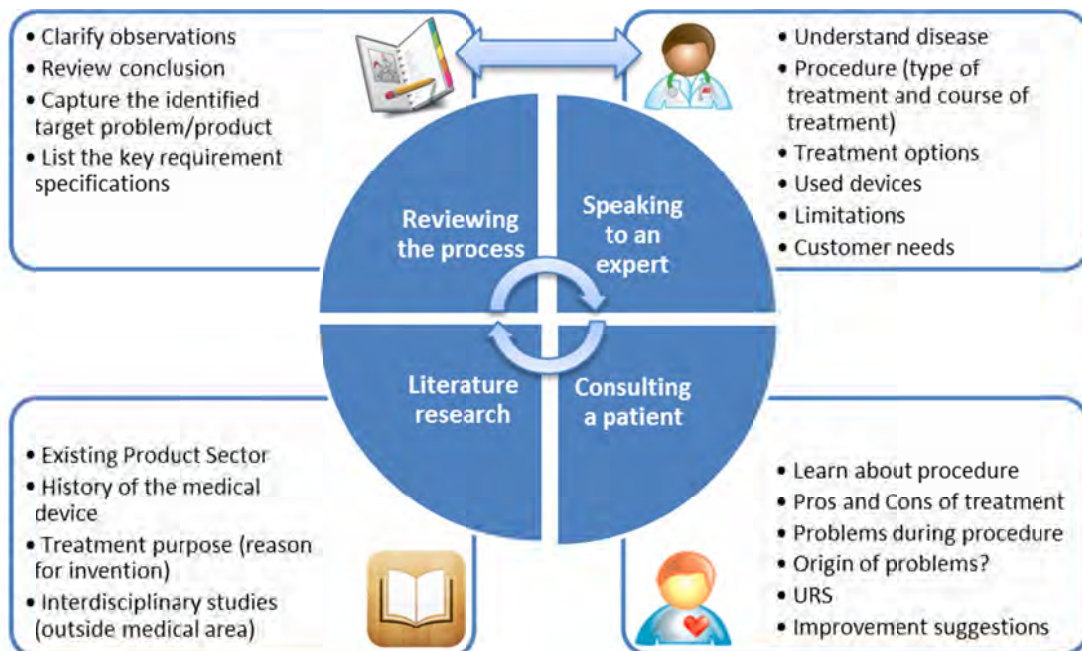 • Clarify observations
• Review conclusion
• Capture the identified
target problem/product
• List the key requirement
specifications
• Understand disease
• Procedure (type of
treatment and course of
treatment)
• Treatment options
• Used devices
• Limitations
• Customer needs
Reviewing
the process
Speaking
to an
expert
Literature
research
Consulting
a patient
• Existing Product Sector
• History of the medical
device
• Treatment purpose (reason
for invention)
• Interdisciplinary studies
(outside medical area)
• Learn about procedure
• Pros and Cons of treatment
• Problems during procedure
• Origin of problems?
• URS
• Improvement suggestions